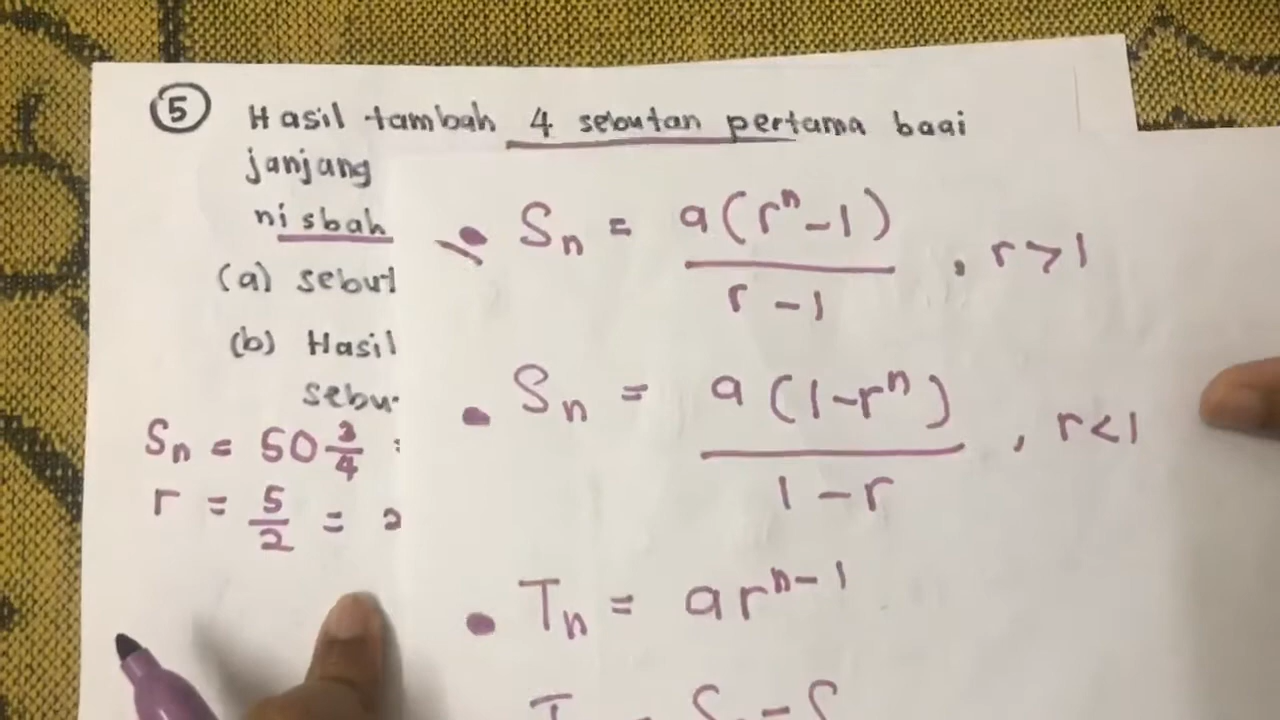 5 Hasil tambah 4 sebutan pertama bagi
janjang
nisbah
(a) sebut
(b) Hasil
sebu
Sn = 50 3/4
r = 5/2 = 2
• Sn = a(r^n - 1) / r - 1 , r > 1
• Sn = a(1 - r^n) / 1 - r , r < 1
• Tn = ar^n-1